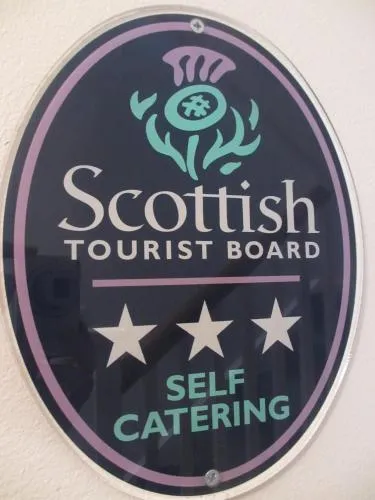 Scottish
TOURIST BOARD
SELF
CATERING